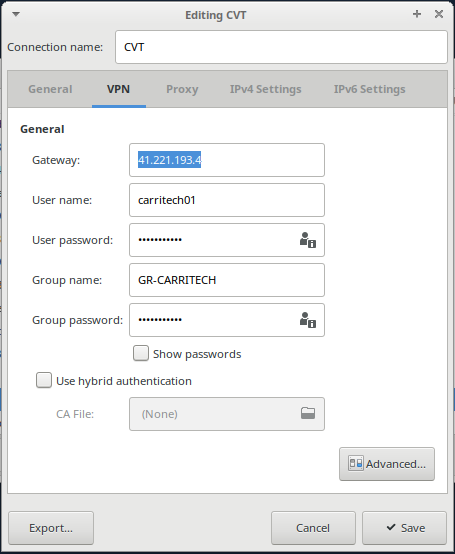 Editing CVT
Connection name: CVT
General VPN Proxy IPv4 Settings IPv6 Settings
General
Gateway: 41.221.193.4
User name: carritech01
User password: •••••••••••
Group name: GR-CARRITECH
Group password: •••••••••••
Show passwords
Use hybrid authentication
CA File: (None)
Advanced...
Export... Cancel Save